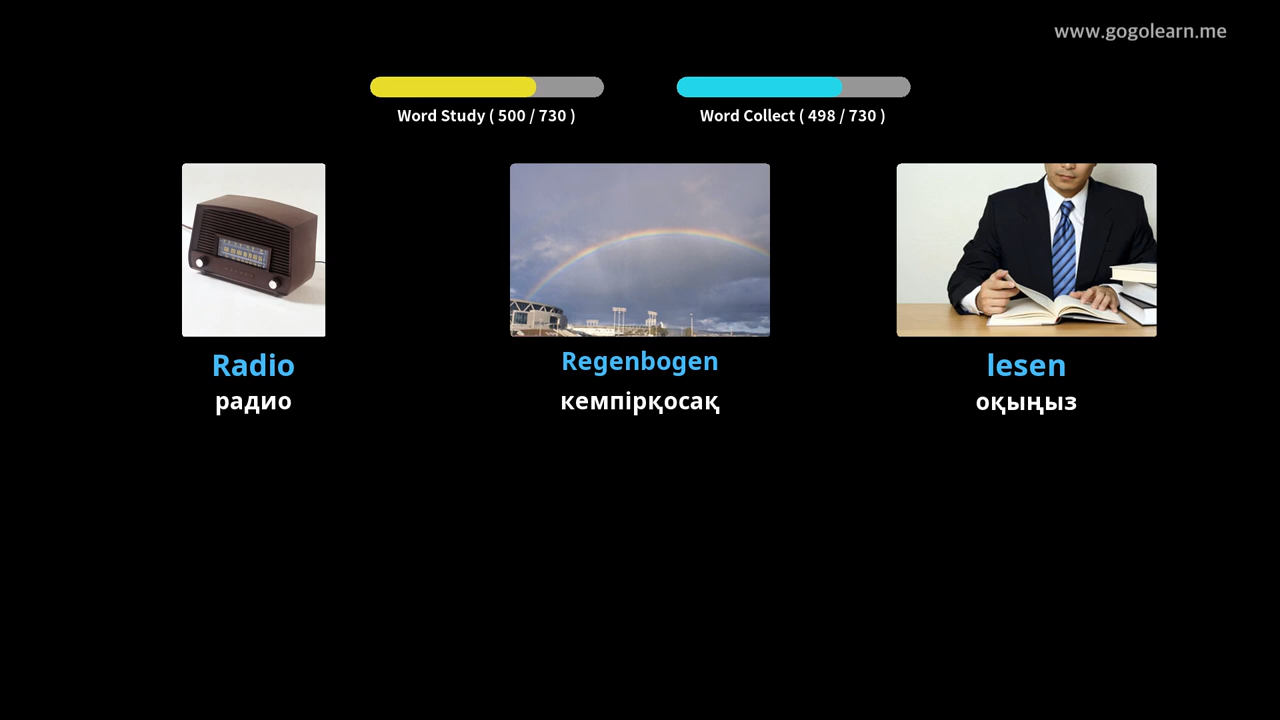 www.gogolearn.me
Word Study ( 500 / 730 )
Word Collect ( 498 / 730 )
Radio
радио
Regenbogen
кемпірқосақ
lesen
оқыңыз